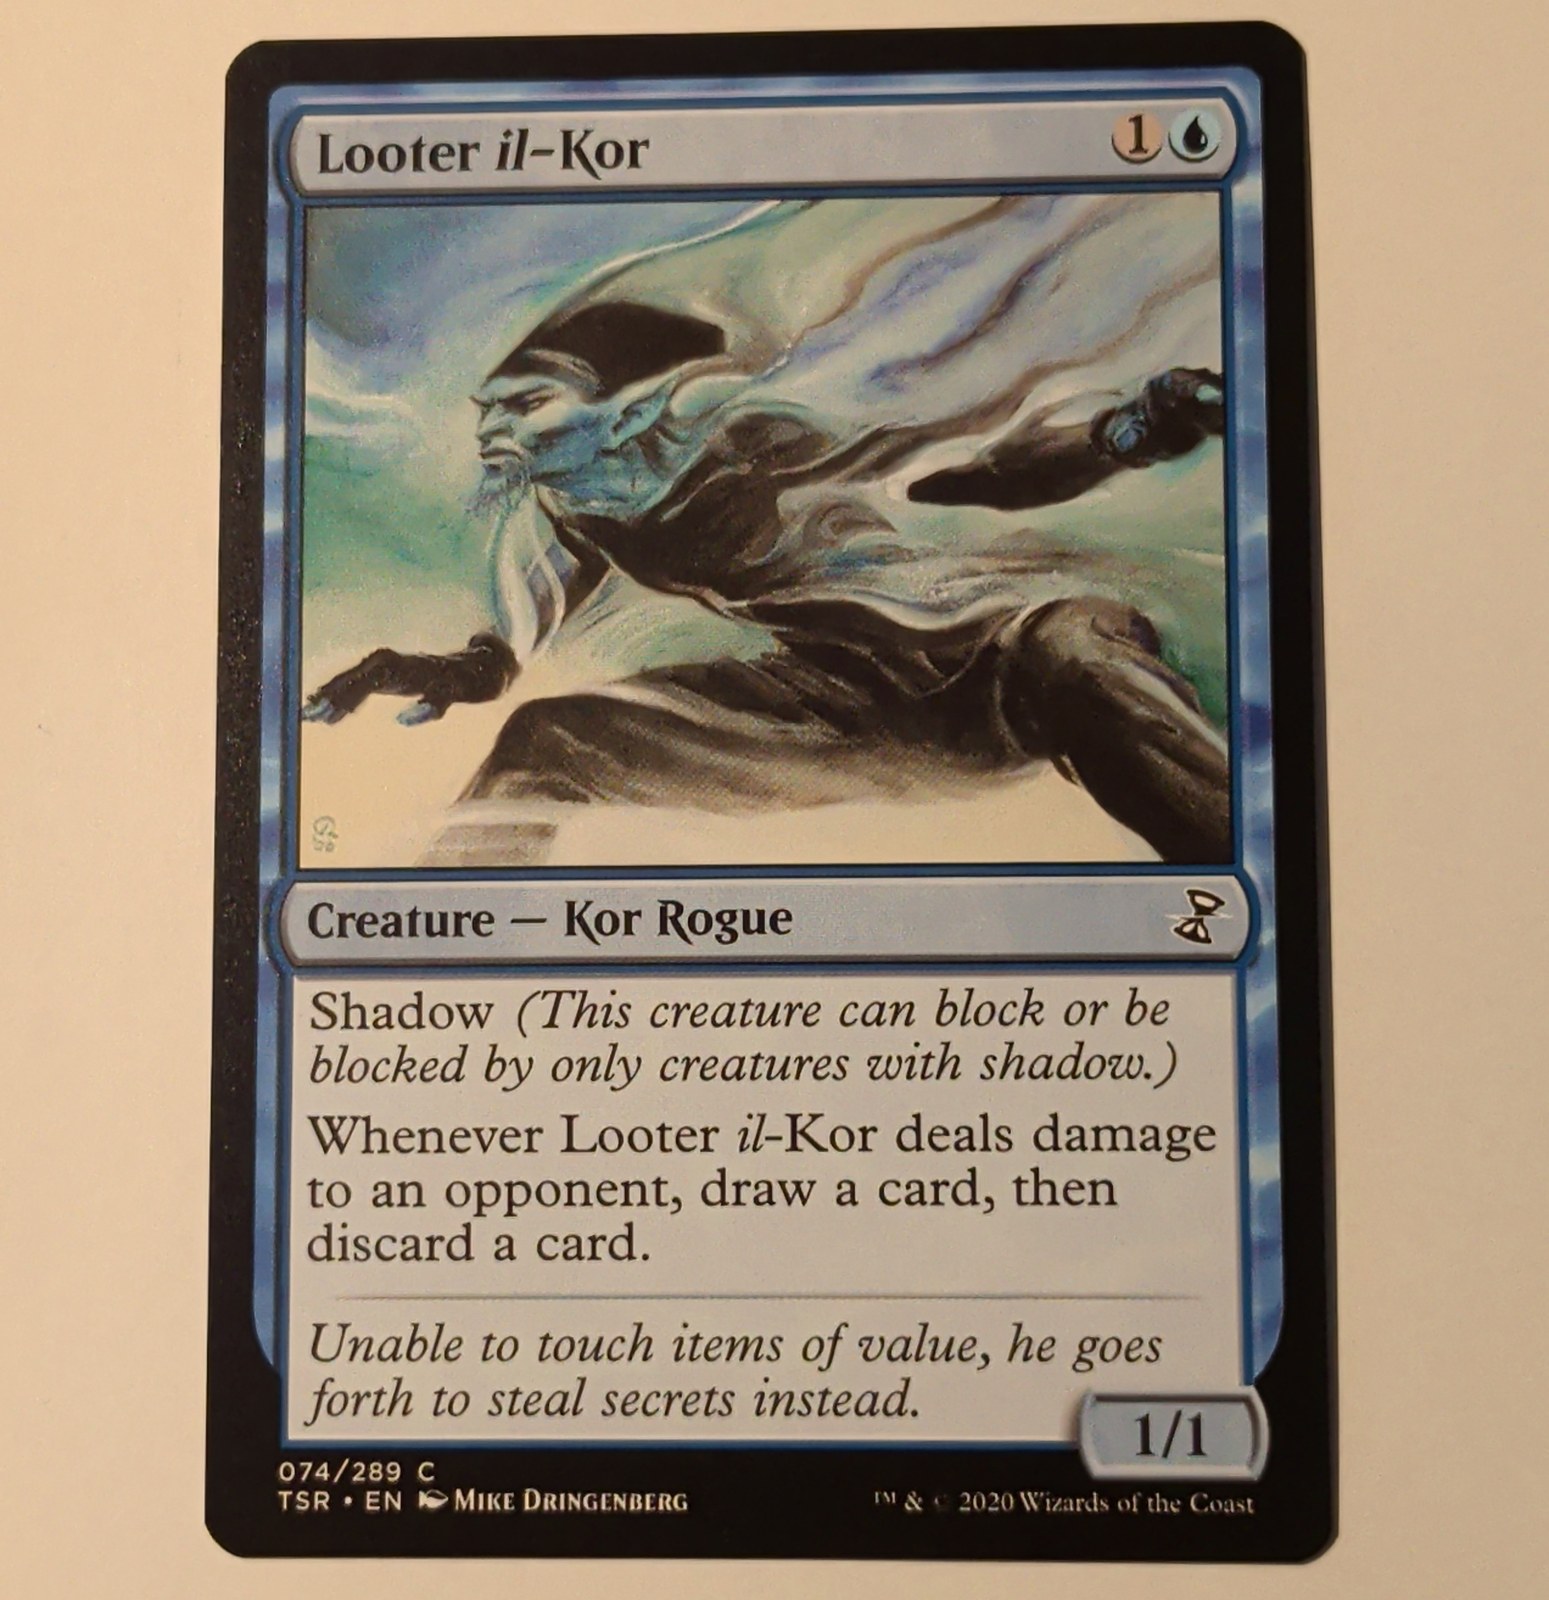 Looter il-Kor 1
Creature — Kor Rogue
Shadow (This creature can block or be
blocked by only creatures with shadow.)
Whenever Looter il-Kor deals damage
to an opponent, draw a card, then
discard a card.
Unable to touch items of value, he goes
forth to steal secrets instead.
1/1
074/289 C
TSR • EN MIKE DRINGENBERG
™ & © 2020 Wizards of the Coast